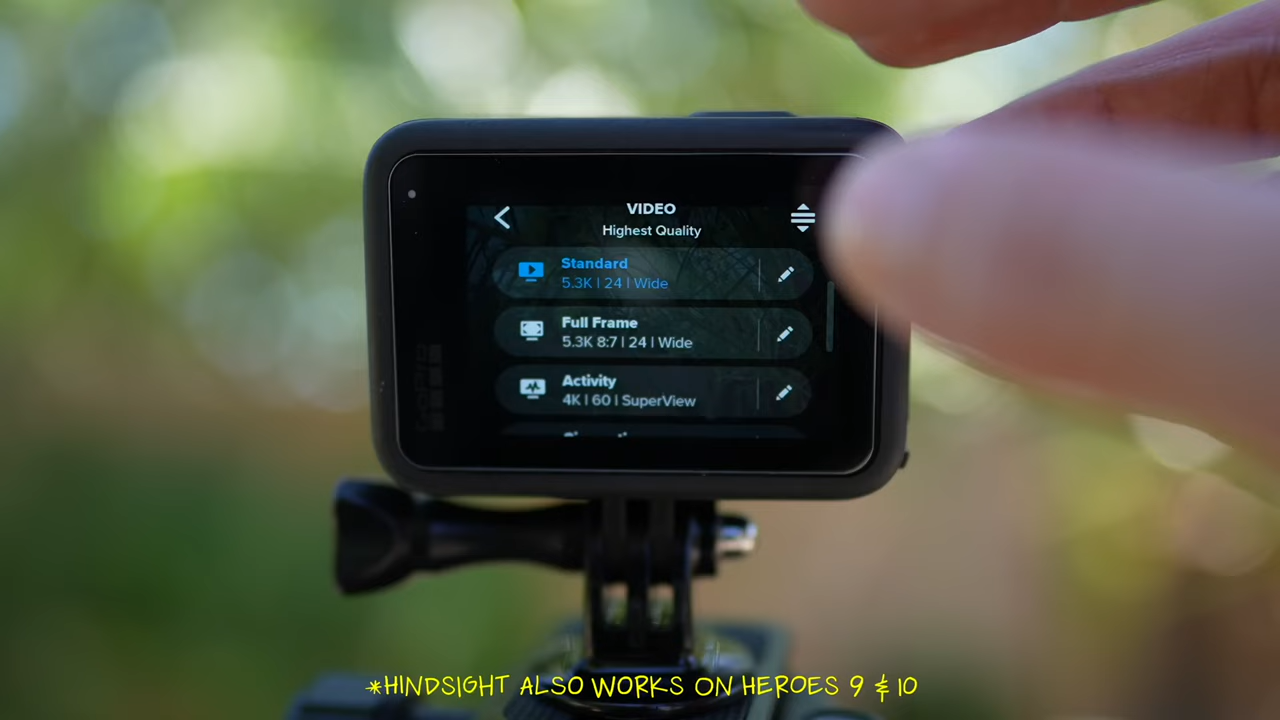 VIDEO
Highest Quality
Standard
5.3K | 24 | Wide
Full Frame
5.3K 8:7 | 24 | Wide
Activity
4K | 60 | SuperView
GoPro
*HINDSIGHT ALSO WORKS ON HEROES 9 & 10